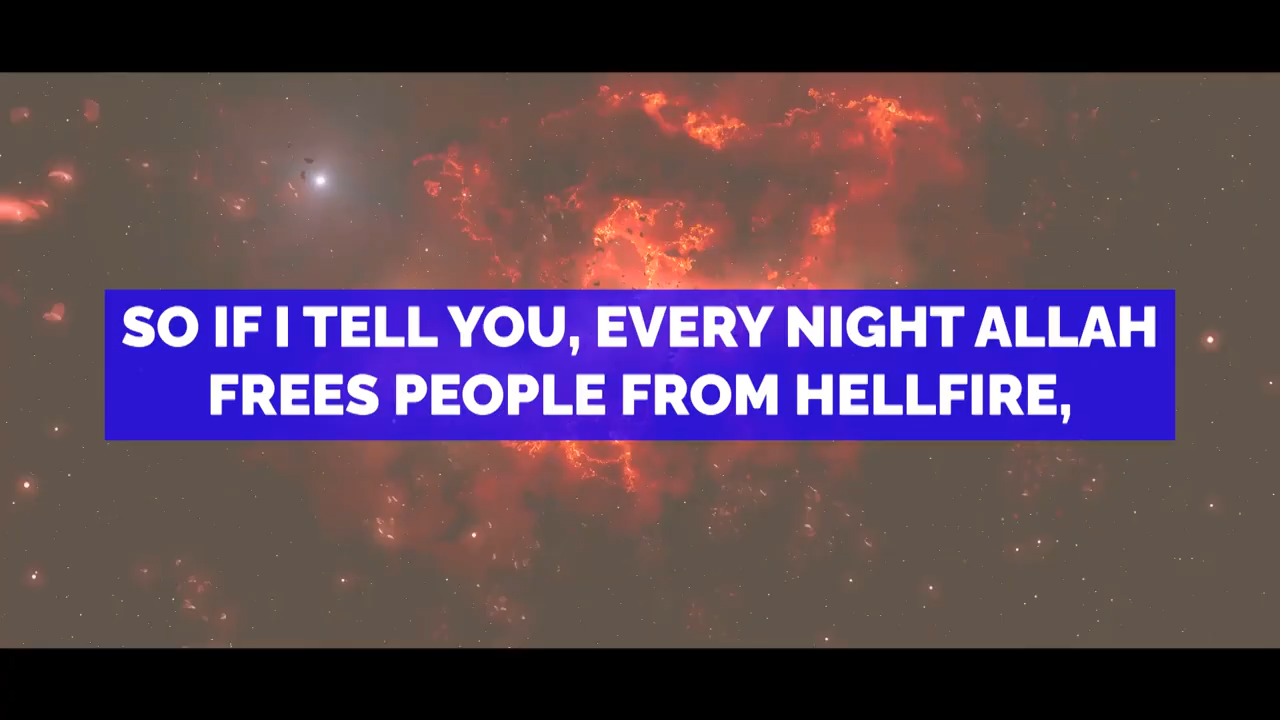 SO IF I TELL YOU, EVERY NIGHT ALLAH
FREES PEOPLE FROM HELLFIRE,